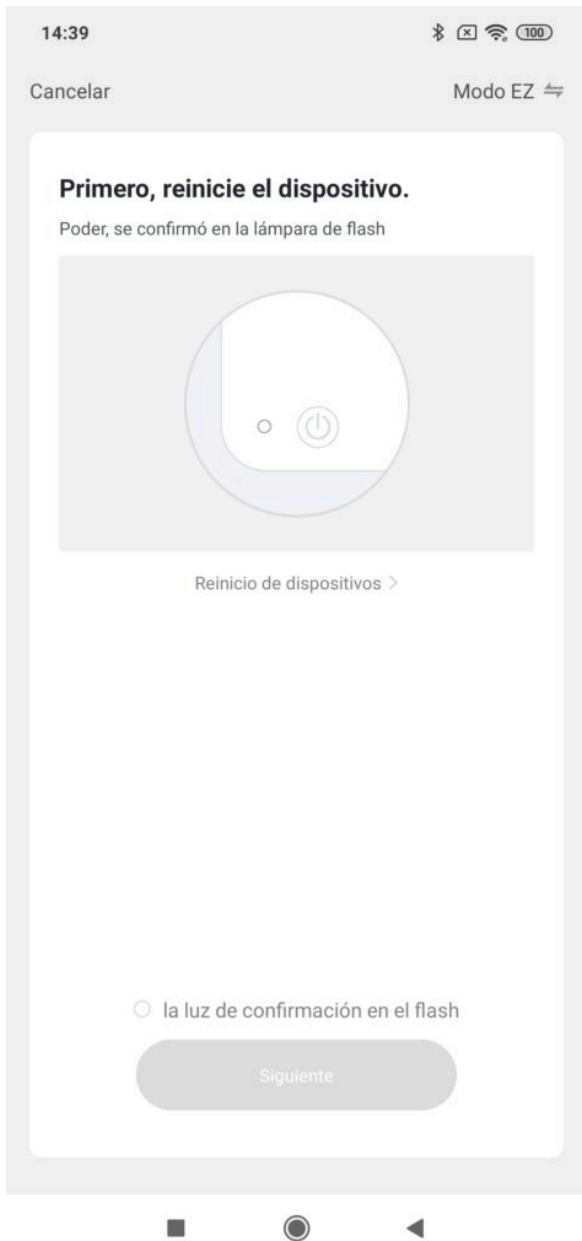 14:39
100
Cancelar
Modo EZ
Primero, reinicie el dispositivo.
Poder, se confirmó en la lámpara de flash
Reinicio de dispositivos >
la luz de confirmación en el flash
Siguiente